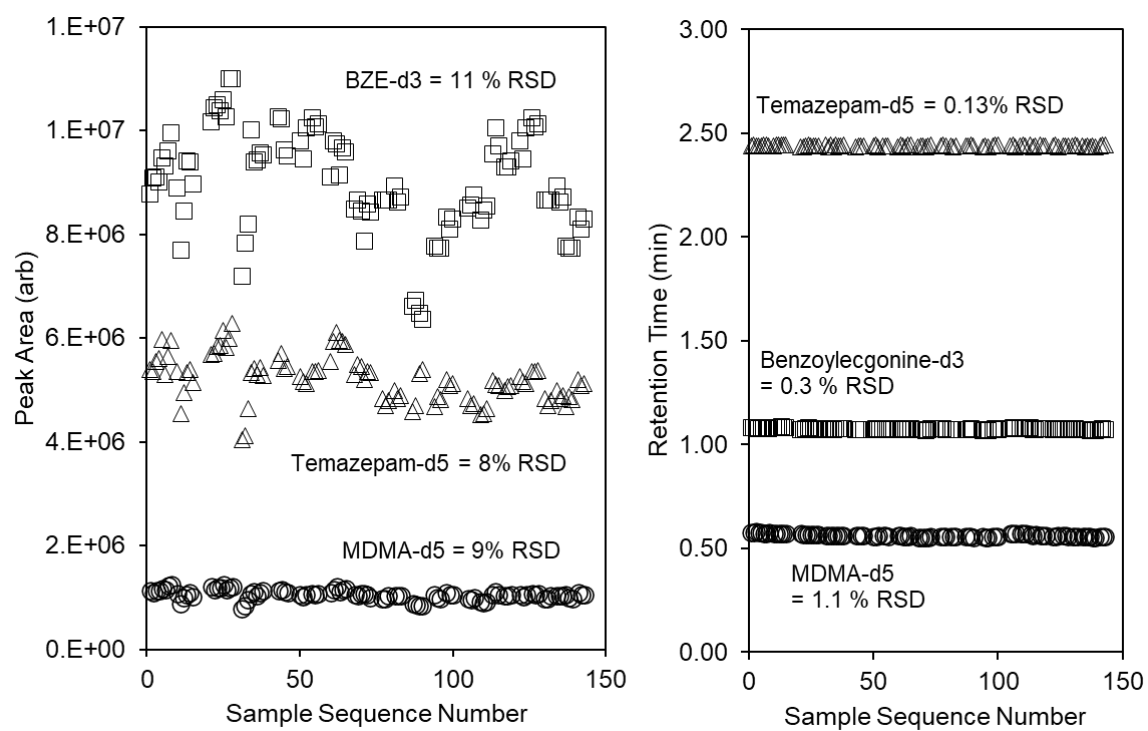 1.E+07
1.E+07
8.E+06
6.E+06
4.E+06
2.E+06
0.E+00
Peak Area (arb)
BZE-d3 = 11 % RSD
Temazepam-d5 = 8% RSD
MDMA-d5 = 9% RSD
0
50
100
150
Sample Sequence Number
3.00
2.50
2.00
1.50
1.00
0.50
0.00
Retention Time (min)
Temazepam-d5 = 0.13% RSD
Benzoylecgonine-d3
= 0.3 % RSD
MDMA-d5
= 1.1 % RSD
0
50
100
150
Sample Sequence Number